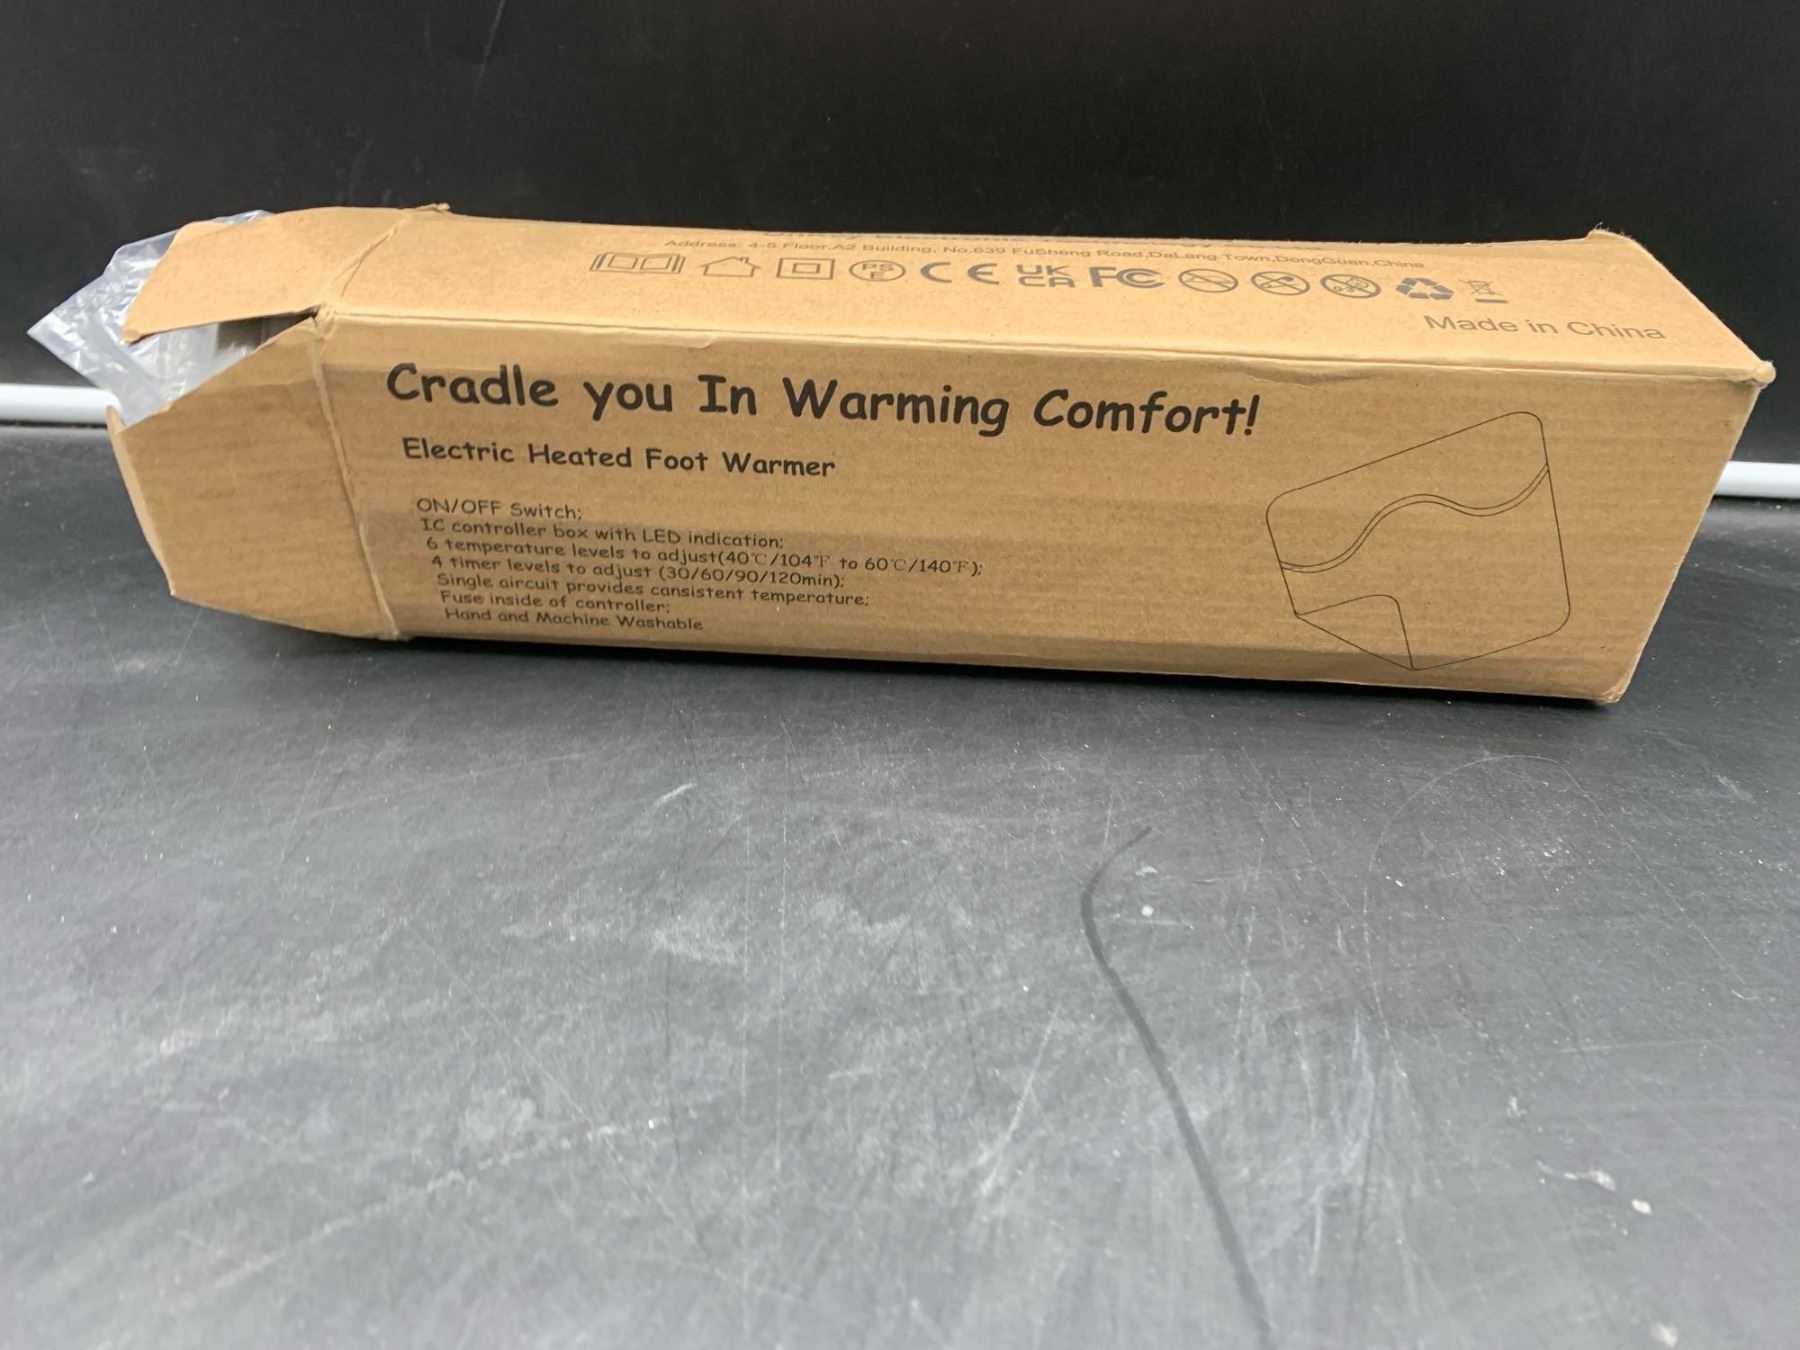 Address: 4-5 Floor,A2 Building, No.639 FuSheng Road,DaLang Town,DongGuan,China
PS E CE UK CA FC
Made in China
Cradle you In Warming Comfort!
Electric Heated Foot Warmer
ON/OFF Switch;
IC controller box with LED indication;
6 temperature levels to adjust(40℃/104℉ to 60℃/140℉);
4 timer levels to adjust (30/60/90/120min);
Single aircuit provides cansistent temperature;
Fuse inside of controller;
Hand and Machine Washable